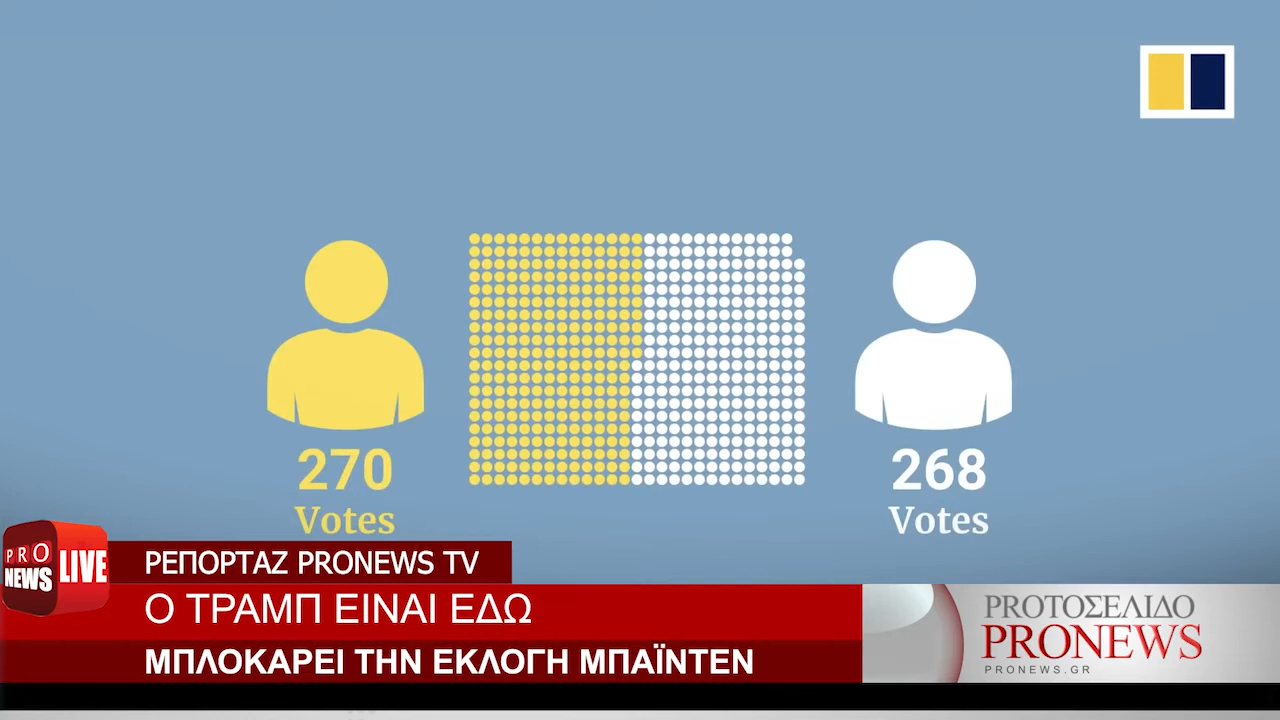 270
Votes
268
Votes
PRO
NEWS
LIVE
ΡΕΠΟΡΤΑΖ PRONEWS TV
Ο ΤΡΑΜΠ ΕΙΝΑΙ ΕΔΩ
ΜΠΛΟΚΑΡΕΙ ΤΗΝ ΕΚΛΟΓΗ ΜΠΑΪΝΤΕΝ
PROΤΟΣΕΛΙΔΟ
PRONEWS
PRONEWS.GR